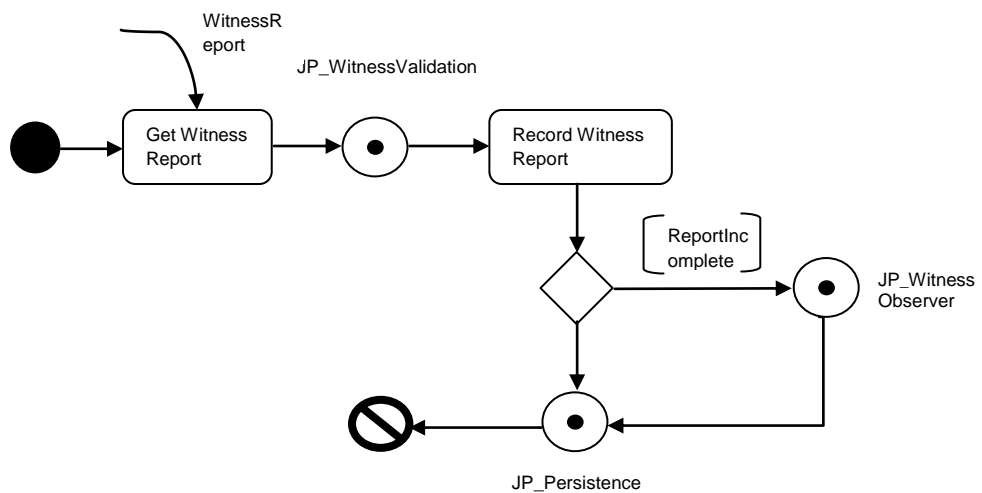 WitnessR
eport
JP_WitnessValidation
Get Witness
Report
Record Witness
Report
ReportInc
omplete
JP_Witness
Observer
JP_Persistence